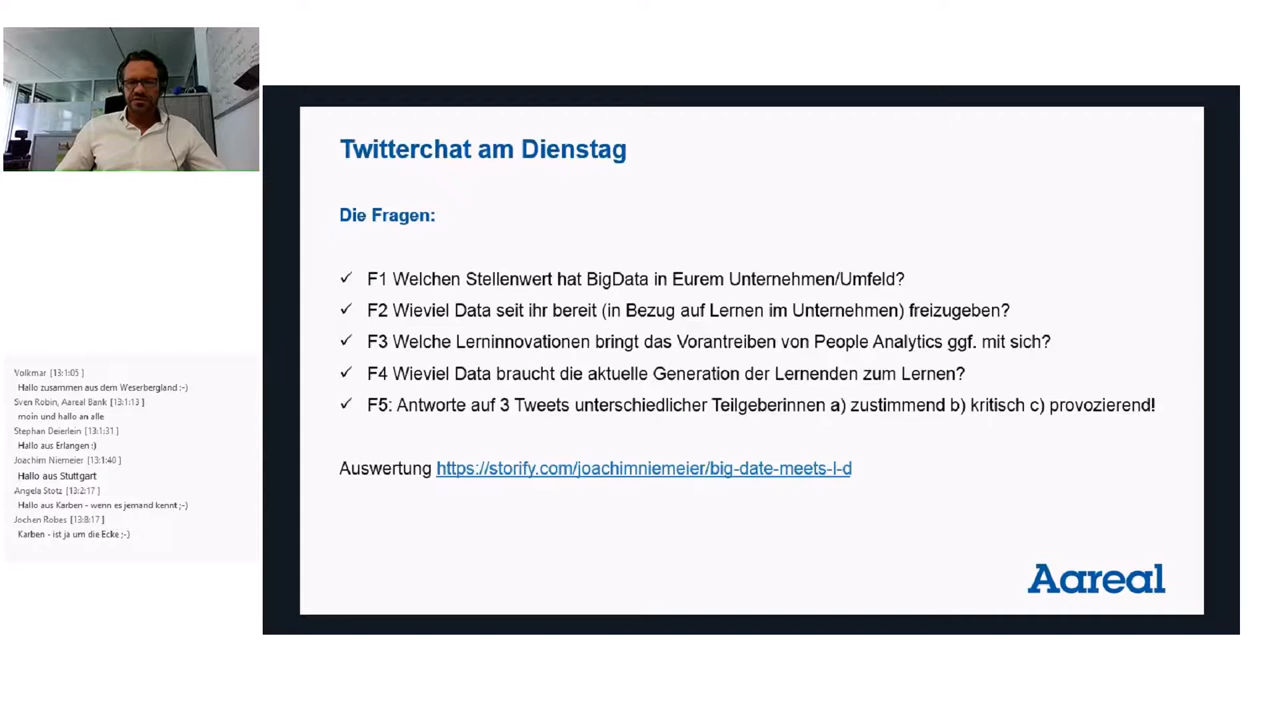 Twitterchat am Dienstag
Die Fragen:
✓ F1 Welchen Stellenwert hat BigData in Eurem Unternehmen/Umfeld?
✓ F2 Wieviel Data seit ihr bereit (in Bezug auf Lernen im Unternehmen) freizugeben?
✓ F3 Welche Lerninnovationen bringt das Vorantreiben von People Analytics ggf. mit sich?
✓ F4 Wieviel Data braucht die aktuelle Generation der Lernenden zum Lernen?
✓ F5: Antworte auf 3 Tweets unterschiedlicher Teilgeberinnen a) zustimmend b) kritisch c) provozierend!
Auswertung https://storify.com/joachimniemeier/big-date-meets-l-d
Aareal
Volkmar [13:1:05 ]
Hallo zusammen aus dem Weserbergland :-)
Sven Robin, Aareal Bank [13:1:13 ]
moin und hallo an alle
Stephan Deierlein [13:1:31 ]
Hallo aus Erlangen :)
Joachim Niemeier [13:1:40 ]
Hallo aus Stuttgart
Angela Stotz [13:2:17 ]
Hallo aus Karben - wenn es jemand kennt ;-)
Jochen Robes [13:8:17 ]
Karben - ist ja um die Ecke ;-)